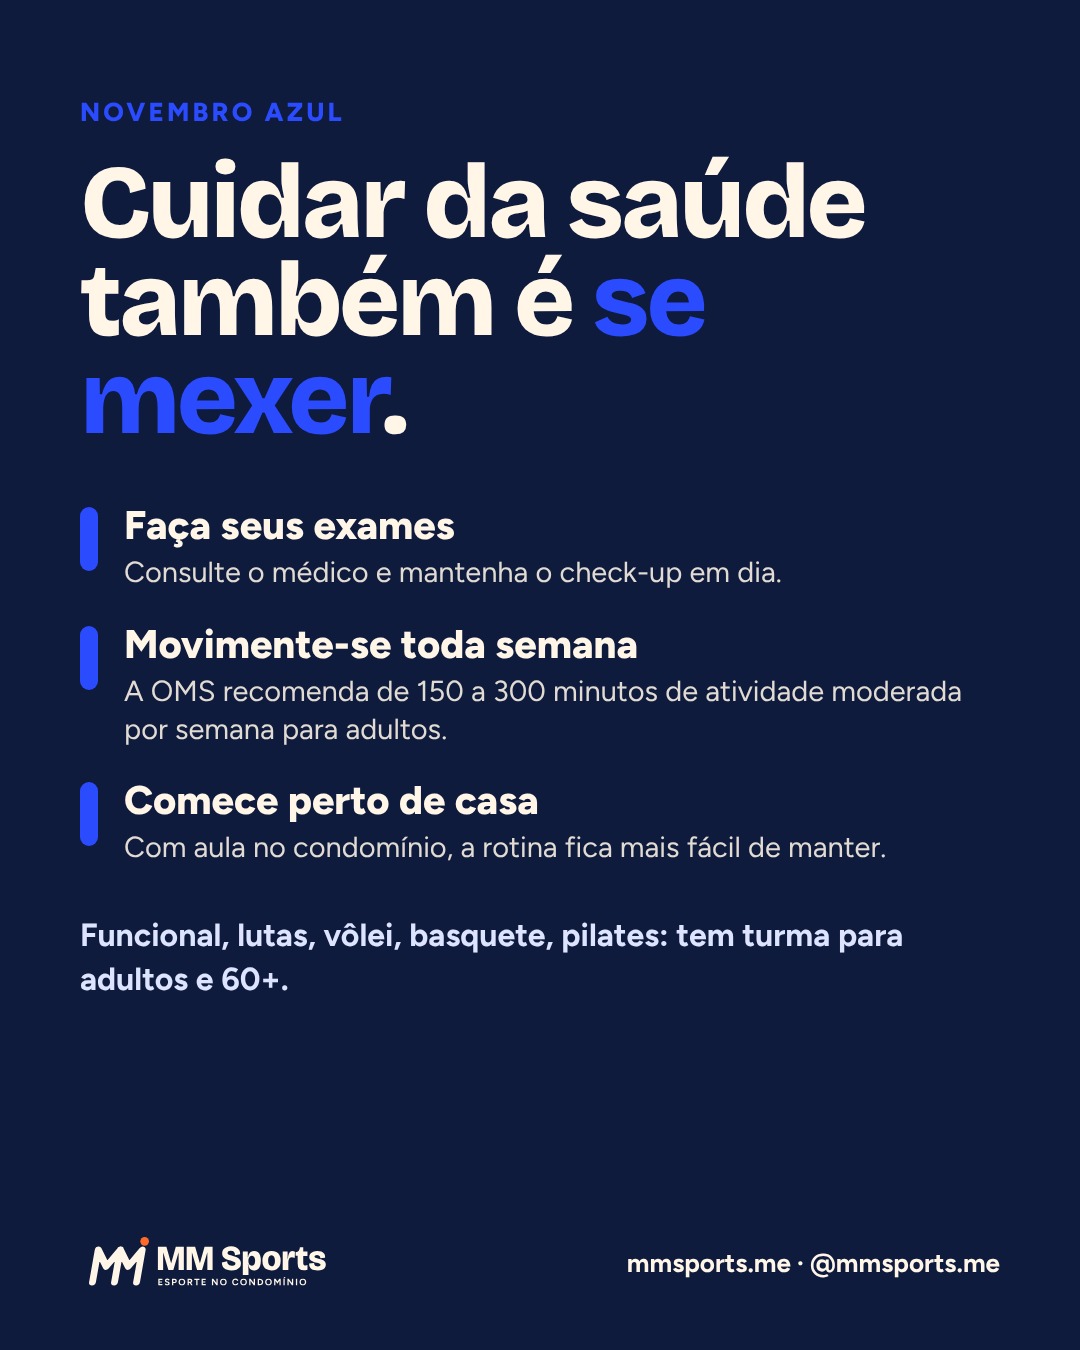 NOVEMBRO AZUL
Cuidar da saúde
também é se
mexer.
Faça seus exames
Consulte o médico e mantenha o check-up em dia.
Movimente-se toda semana
A OMS recomenda de 150 a 300 minutos de atividade moderada
por semana para adultos.
Comece perto de casa
Com aula no condomínio, a rotina fica mais fácil de manter.
Funcional, lutas, vôlei, basquete, pilates: tem turma para
adultos e 60+.
MM Sports
ESPORTE NO CONDOMÍNIO
mmsports.me · @mmsports.me